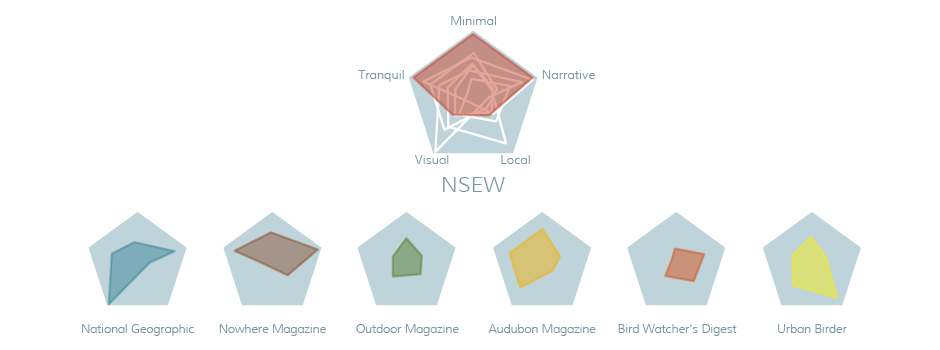 Minimal
Tranquil
Narrative
Visual
Local
NSEW
National Geographic
Nowhere Magazine
Outdoor Magazine
Audubon Magazine
Bird Watcher's Digest
Urban Birder